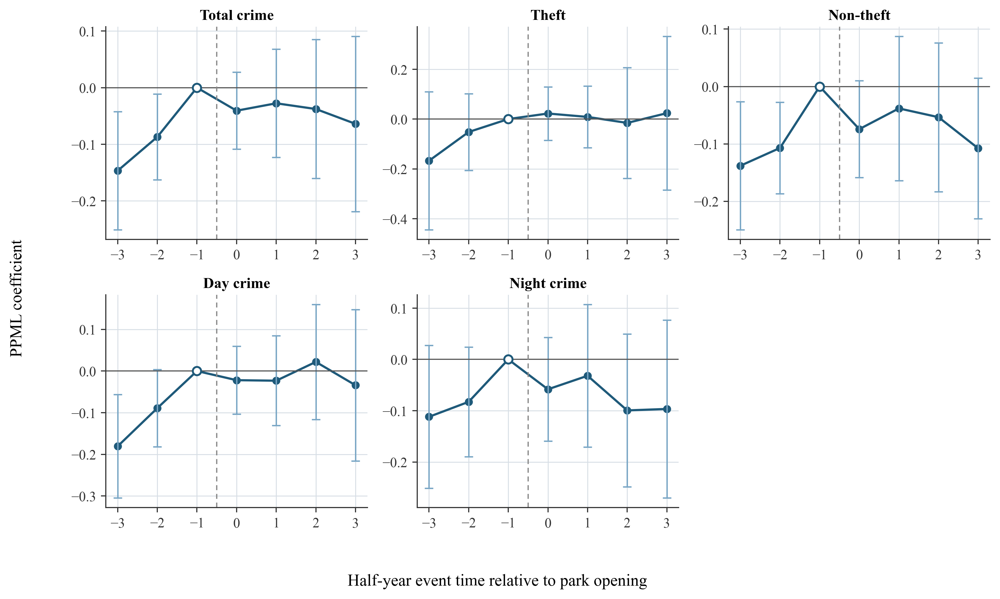 Total crime
0.1
0.0
−0.1
−0.2
−3 −2 −1 0 1 2 3
Theft
0.2
0.0
−0.2
−0.4
−3 −2 −1 0 1 2 3
Non-theft
0.1
0.0
−0.1
−0.2
−3 −2 −1 0 1 2 3
PPML coefficient
Day crime
0.1
0.0
−0.1
−0.2
−0.3
−3 −2 −1 0 1 2 3
Night crime
0.1
0.0
−0.1
−0.2
−3 −2 −1 0 1 2 3
Half-year event time relative to park opening